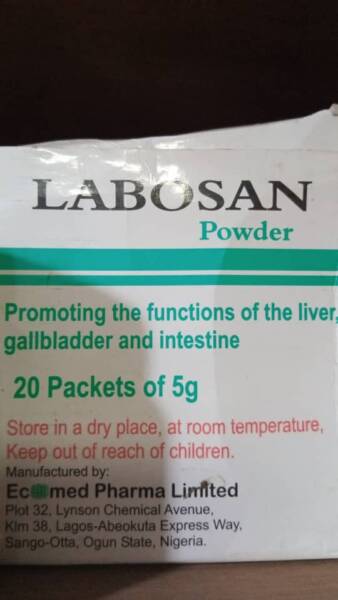 LABOSAN
Powder
Promoting the functions of the liver,
gallbladder and intestine
20 Packets of 5g
Store in a dry place, at room temperature,
Keep out of reach of children.
Manufactured by:
Ecomed Pharma Limited
Plot 32, Lynson Chemical Avenue,
Klm 38, Lagos-Abeokuta Express Way,
Sango-Otta, Ogun State, Nigeria.